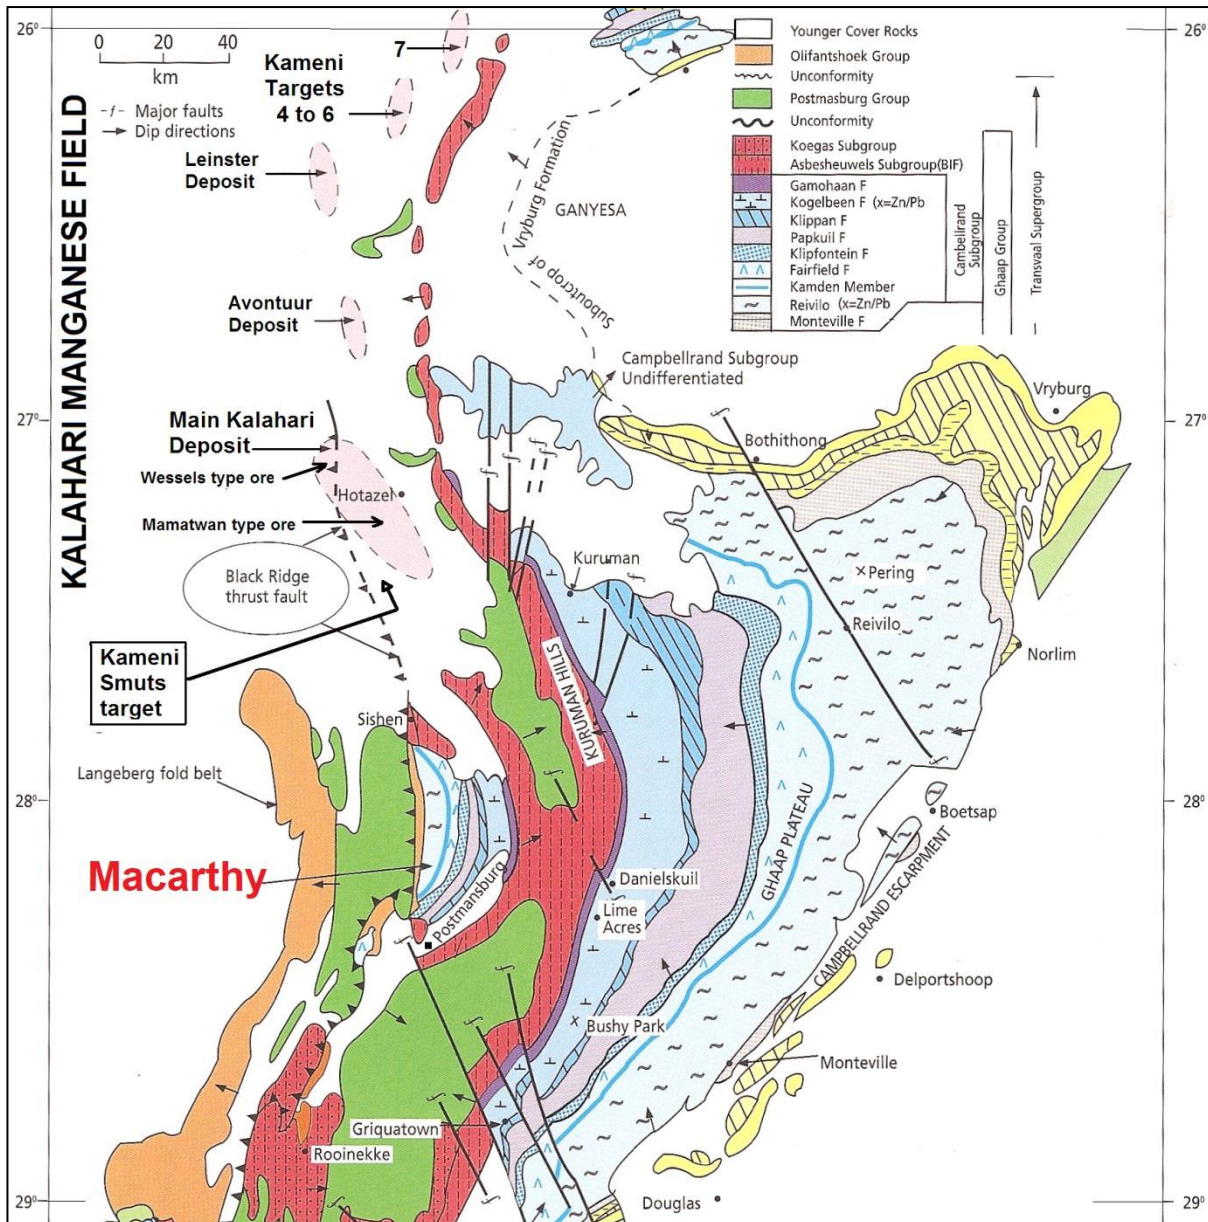 26°
26°
0 20 40
km
-f- Major faults
Dip directions
KALAHARI MANGANESE FIELD
7
Kameni
Targets
4 to 6
Leinster
Deposit
Avontuur
Deposit
Vryburg Formation
Suboutcrop of
GANYESA
Younger Cover Rocks
Olifantshoek Group
Unconformity
Postmasburg Group
Unconformity
Koegas Subgroup
Asbesheuwels Subgroup(BIF)
Gamohaan F
Kogelbeen F (x=Zn/Pb
Klippan F
Papkuil F
Klipfontein F
Fairfield F
Kamden Member
Reivilo (x=Zn/Pb
Monteville F
Cambellrand
Subgroup
Ghaap Group
Transvaal Supergroup
Campbellrand Subgroup
Undifferentiated
Vryburg
27°
27°
Main Kalahari
Deposit
Wessels type ore
Hotazel
Mamatwan type ore
Bothithong
f
f
f
f
f
Black Ridge
thrust fault
Kuruman
×Pering
Reivilo
Norlim
Kameni
Smuts
target
Sishen
KURUMAN HILLS
Langeberg fold belt
28°
28°
f
f
Boetsap
GHAAP PLATEAU
CAMPBELLRAND ESCARPMENT
Macarthy
Danielskuil
Lime
Acres
Postmansburg
f
Delportshoop
x
Bushy Park
f
f
Monteville
f
Griquatown
Rooinekke
29°
29°
f
f
Douglas